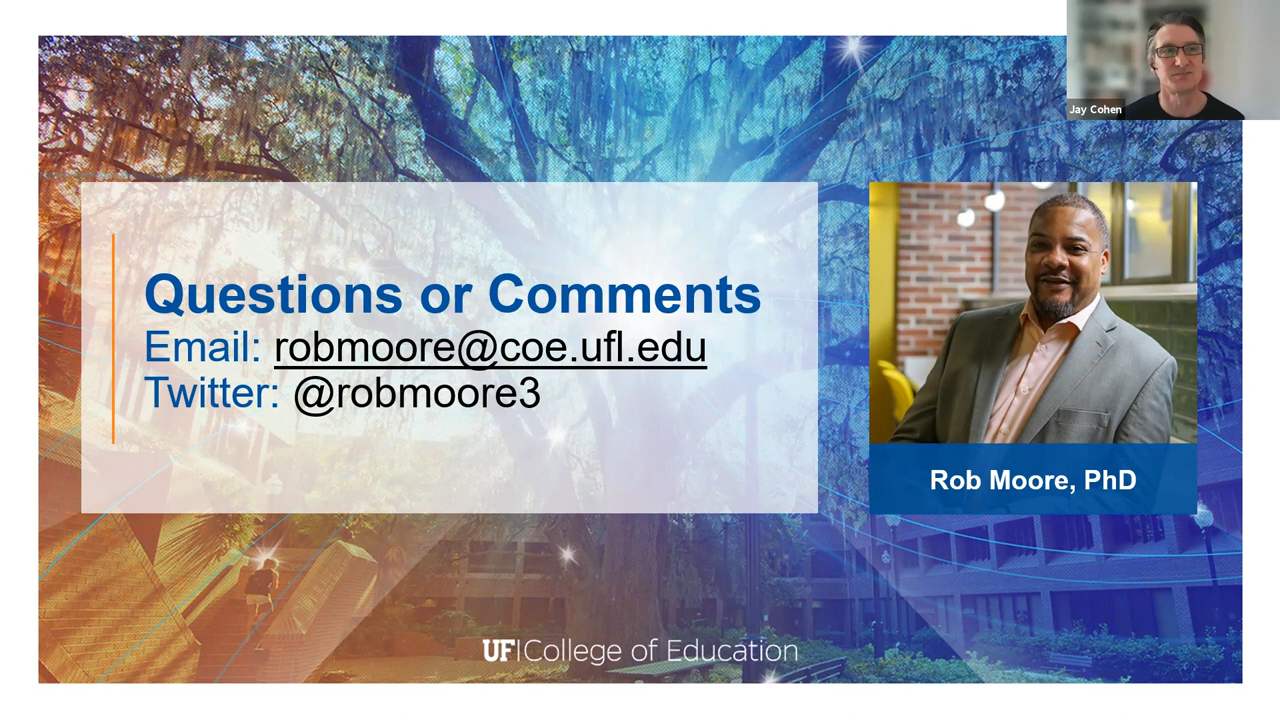 Jay Cohen
Questions or Comments
Email: robmoore@coe.ufl.edu
Twitter: @robmoore3
Rob Moore, PhD
UF|College of Education